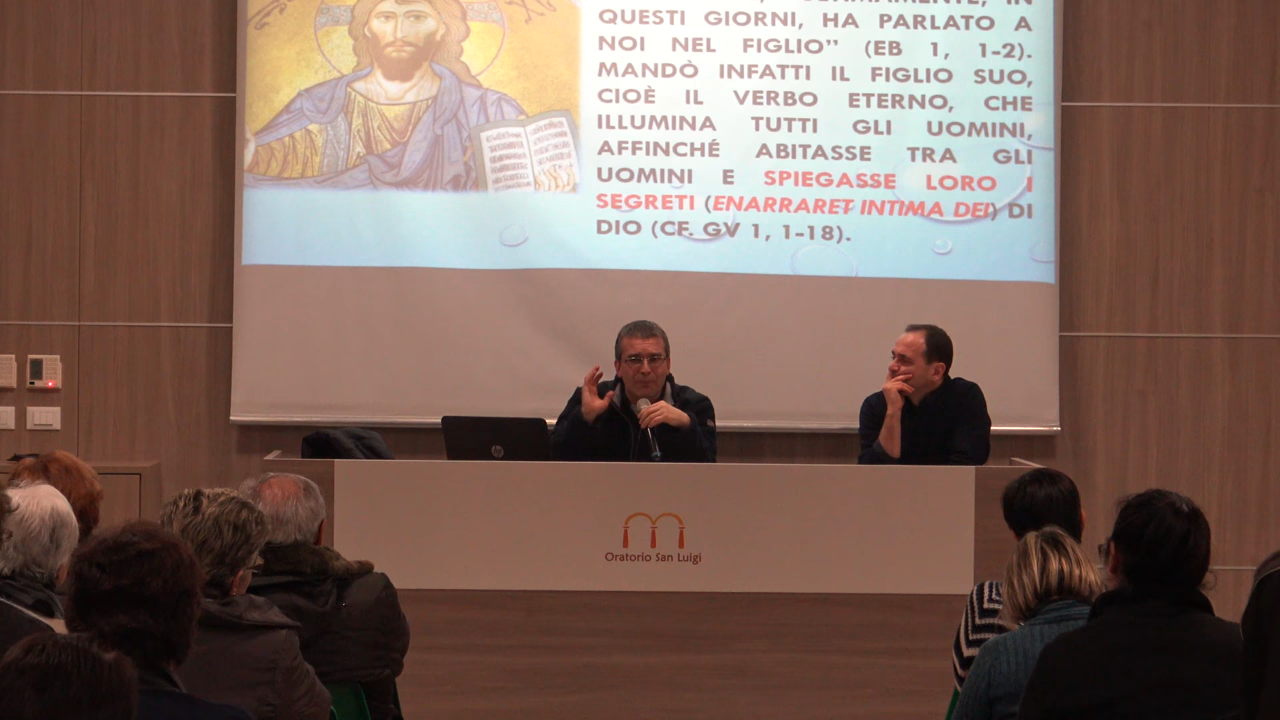 QUESTI GIORNI, HA PARLATO A
NOI NEL FIGLIO” (EB 1, 1-2).
MANDÒ INFATTI IL FIGLIO SUO,
CIOÈ IL VERBO ETERNO, CHE
ILLUMINA TUTTI GLI UOMINI,
AFFINCHÉ ABITASSE TRA GLI
UOMINI E SPIEGASSE LORO I
SEGRETI (ENARRARET INTIMA DEI) DI
DIO (CF. GV 1, 1-18).
hp
Oratorio San Luigi